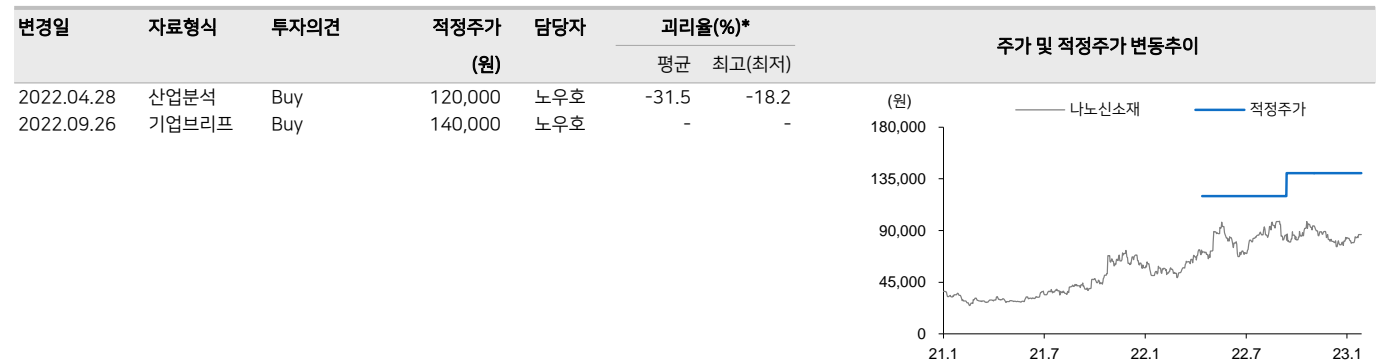 변경일 자료형식 투자의견 적정주가 담당자 괴리율(%)* 주가 및 적정주가 변동추이
(원) 평균 최고(최저)
2022.04.28 산업분석 Buy 120,000 노우호 -31.5 -18.2
2022.09.26 기업브리프 Buy 140,000 노우호 - -
(원) 나노신소재 적정주가
180,000
135,000
90,000
45,000
0
21.1 21.7 22.1 22.7 23.1